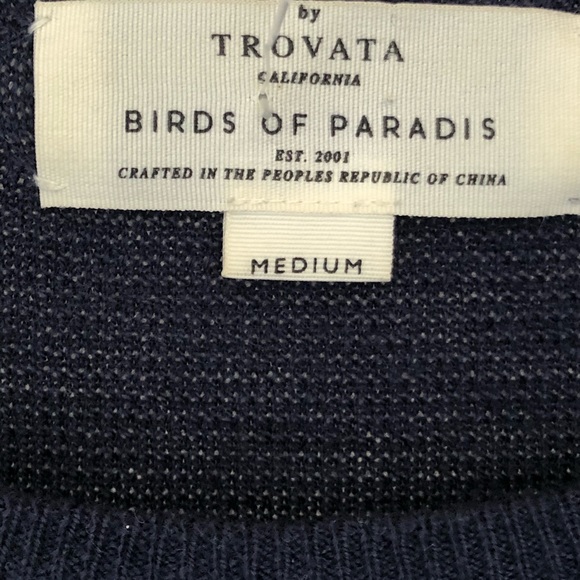 by
TROVATA
CALIFORNIA
BIRDS OF PARADIS
EST. 2001
CRAFTED IN THE PEOPLES REPUBLIC OF CHINA
MEDIUM